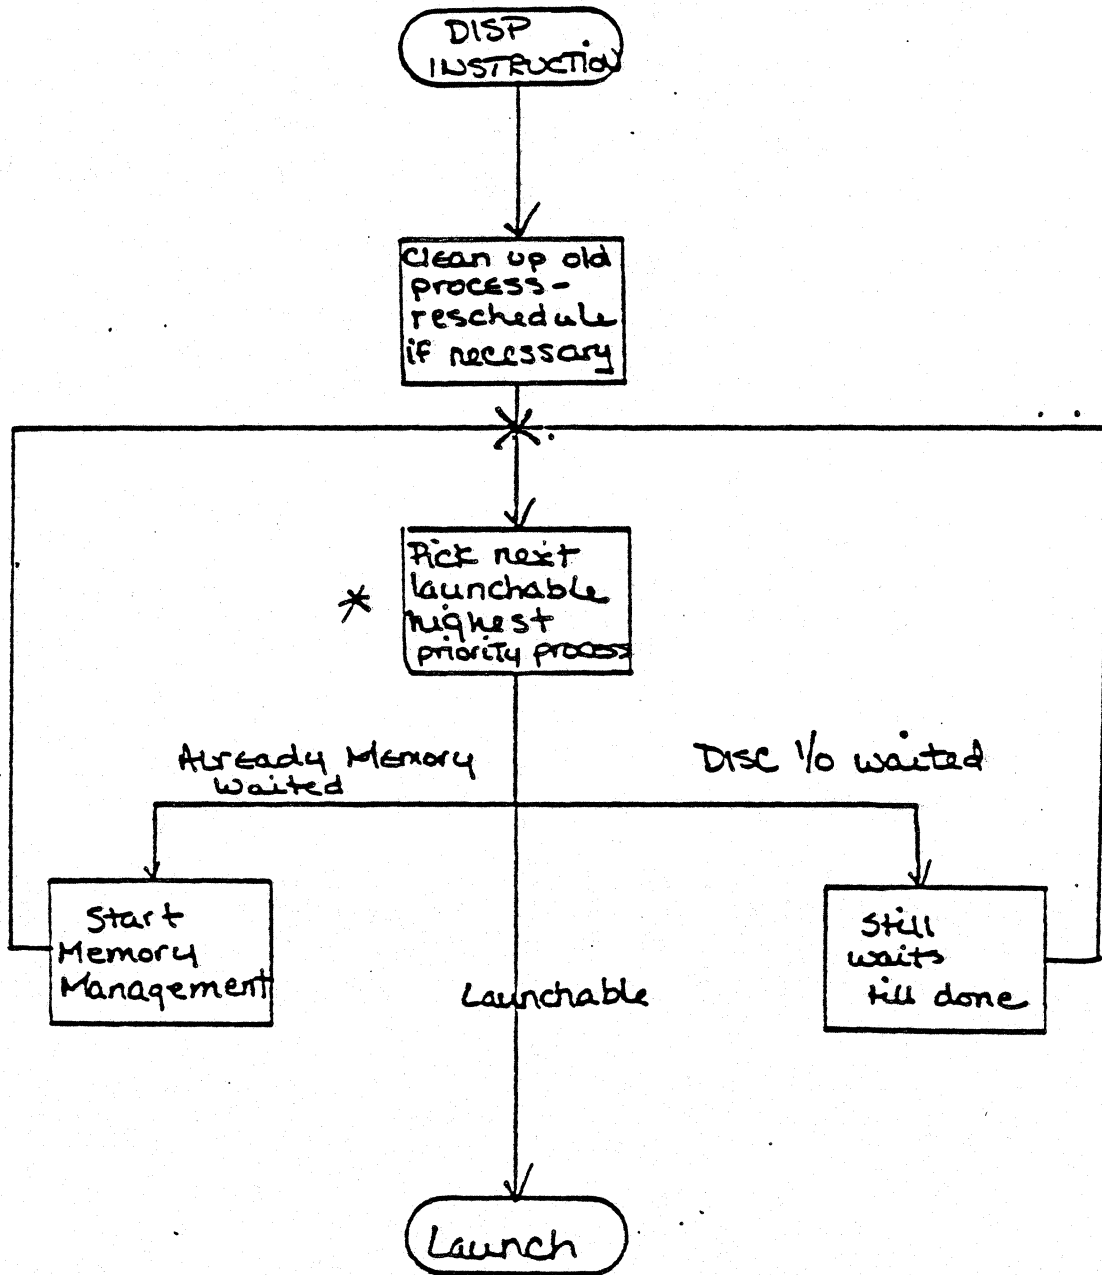 DISP
INSTRUCTION
Clean up old
process-
reschedule
if necessary
Pick next
* launchable
highest
priority process
Already Memory
Waited
DISC I/O waited
Start
Memory
Management
Still
waits
till done
Launchable
Launch